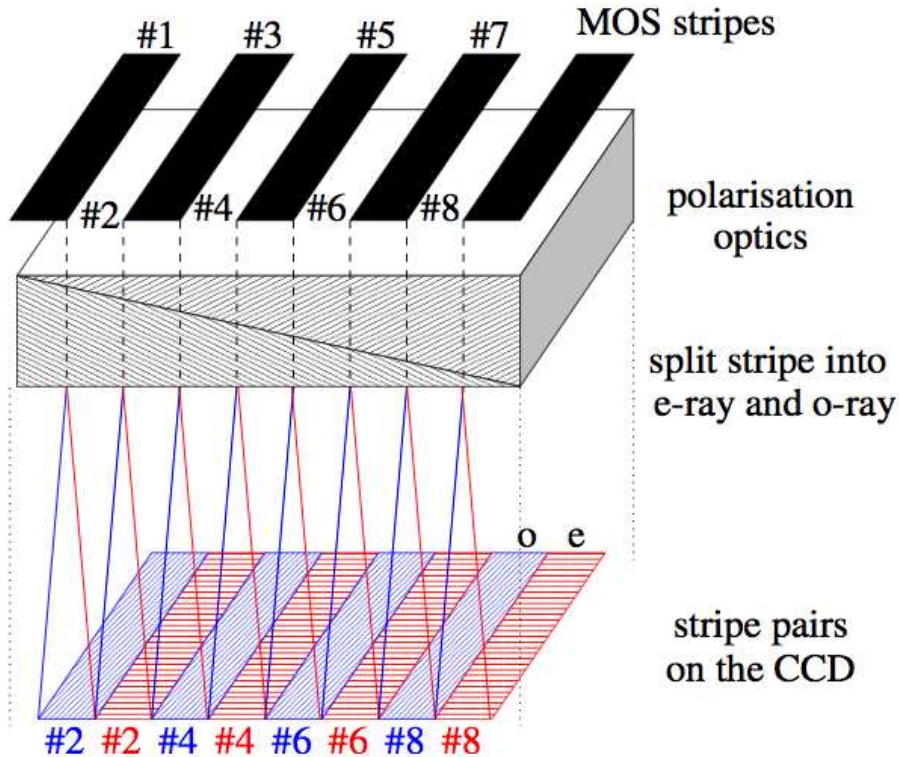 MOS stripes
#1 #3 #5 #7
#2 #4 #6 #8
polarisation
optics
split stripe into
e-ray and o-ray
o e
stripe pairs
on the CCD
#2 #2 #4 #4 #6 #6 #8 #8